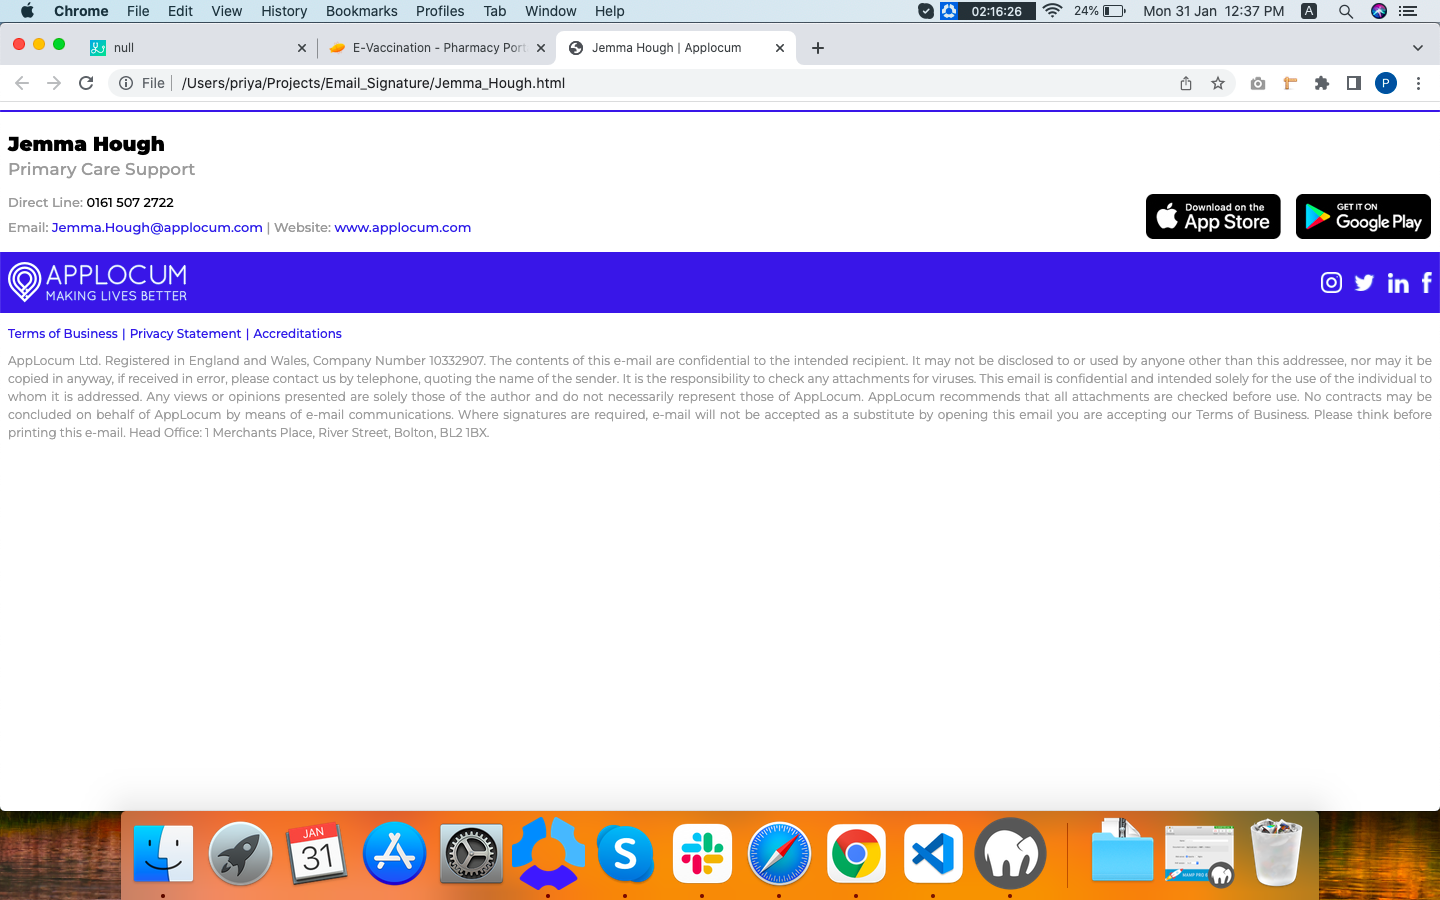 Chrome File Edit View History Bookmarks Profiles Tab Window Help 02:16:26 24% Mon 31 Jan 12:37 PM A
null E-Vaccination - Pharmacy Port Jemma Hough | Applocum
File | /Users/priya/Projects/Email_Signature/Jemma_Hough.html P
Jemma Hough
Primary Care Support
Direct Line: 0161 507 2722
Email: Jemma.Hough@applocum.com | Website: www.applocum.com
Download on the
App Store
GET IT ON
Google Play
APPLOCUM
MAKING LIVES BETTER
Terms of Business | Privacy Statement | Accreditations
AppLocum Ltd. Registered in England and Wales, Company Number 10332907. The contents of this e-mail are confidential to the intended recipient. It may not be disclosed to or used by anyone other than this addressee, nor may it be
copied in anyway, if received in error, please contact us by telephone, quoting the name of the sender. It is the responsibility to check any attachments for viruses. This email is confidential and intended solely for the use of the individual to
whom it is addressed. Any views or opinions presented are solely those of the author and do not necessarily represent those of AppLocum. AppLocum recommends that all attachments are checked before use. No contracts may be
concluded on behalf of AppLocum by means of e-mail communications. Where signatures are required, e-mail will not be accepted as a substitute by opening this email you are accepting our Terms of Business. Please think before
printing this e-mail. Head Office: 1 Merchants Place, River Street, Bolton, BL2 1BX.
JAN
31